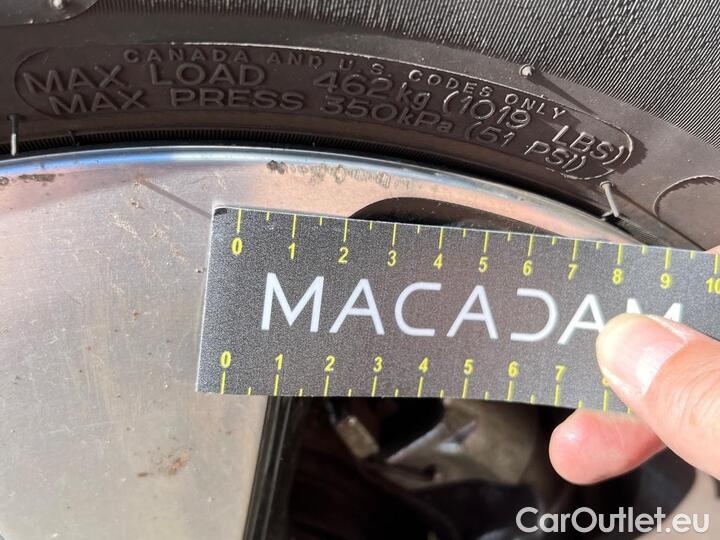 CANADA AND U.S. CODES ONLY
MAX LOAD 462kg (1019 LBS)
MAX PRESS 350kPa (51 PSI)
0 1 2 3 4 5 6 7 8 9 10
MACADAM
0 1 2 3 4 5 6 7 8
CarOutlet.eu